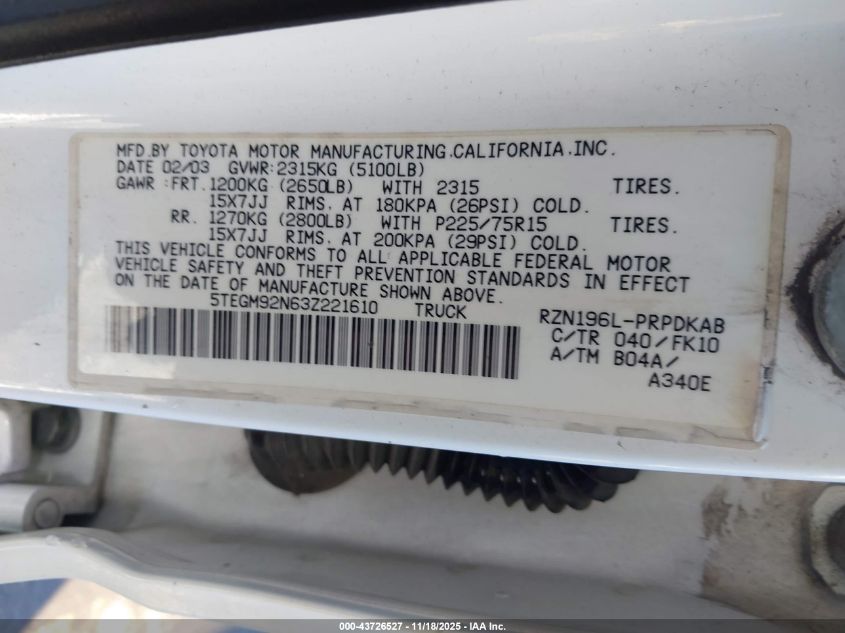 MFD.BY TOYOTA MOTOR MANUFACTURING.CALIFORNIA.INC.
DATE 02/03 GVWR:2315KG (5100LB)
GAWR:FRT.1200KG (2650LB) WITH 2315 TIRES.
15X7JJ RIMS. AT 180KPA (26PSI) COLD.
RR. 1270KG (2800LB) WITH P225/75R15 TIRES.
15X7JJ RIMS. AT 200KPA (29PSI) COLD.
THIS VEHICLE CONFORMS TO ALL APPLICABLE FEDERAL MOTOR
VEHICLE SAFETY AND THEFT PREVENTION STANDARDS IN EFFECT
ON THE DATE OF MANUFACTURE SHOWN ABOVE.
5TEGM92N63Z221610 TRUCK
RZN196L-PRPDKAB
C/TR 040/FK10
A/TM B04A/
A340E
000-43726527 - 11/18/2025 - IAA Inc.